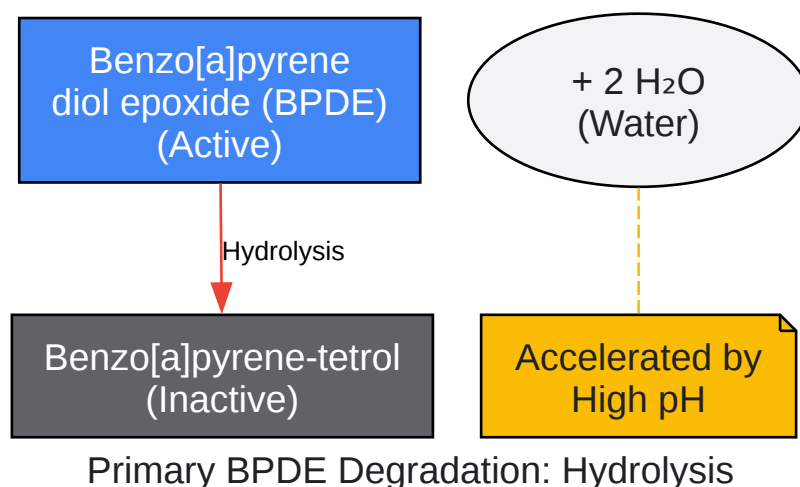 Benzo[a]pyrene
diol epoxide (BPDE)
(Active)
+ 2 H₂O
(Water)
Hydrolysis
Benzo[a]pyrene-tetrol
(Inactive)
Accelerated by
High pH
Primary BPDE Degradation: Hydrolysis